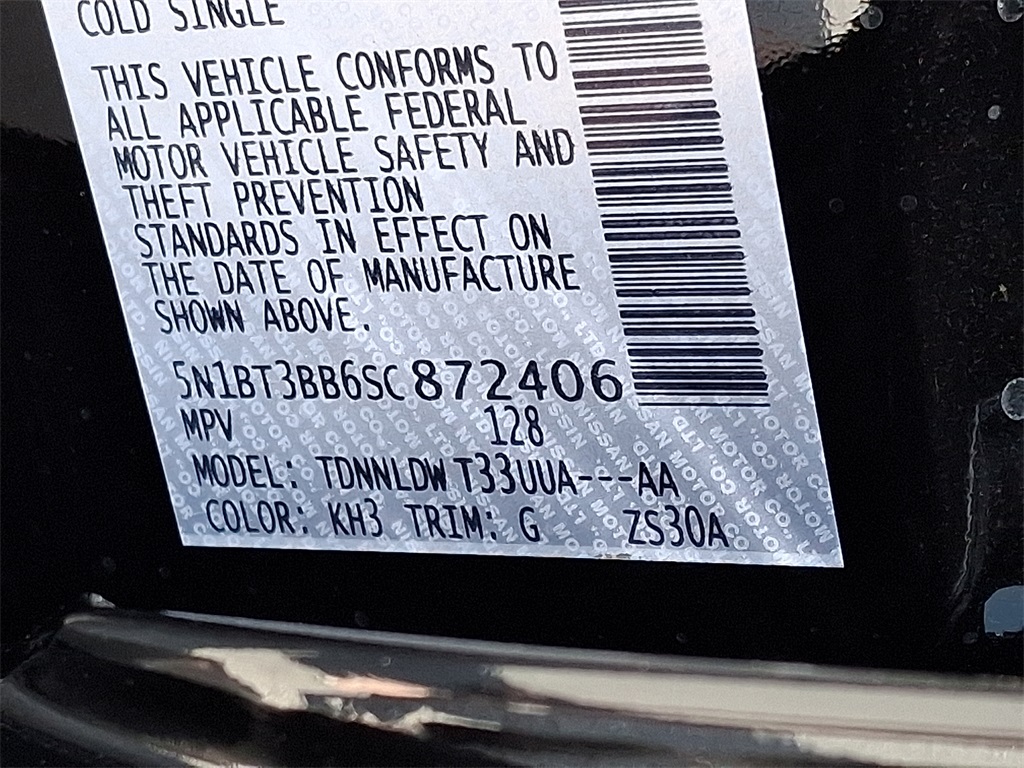 COLD SINGLE
THIS VEHICLE CONFORMS TO
ALL APPLICABLE FEDERAL
MOTOR VEHICLE SAFETY AND
THEFT PREVENTION
STANDARDS IN EFFECT ON
THE DATE OF MANUFACTURE
SHOWN ABOVE.
5N1BT3BB6SC872406
MPV 128
MODEL: TDNNLDWT33UUA---AA
COLOR: KH3 TRIM: G ZS30A